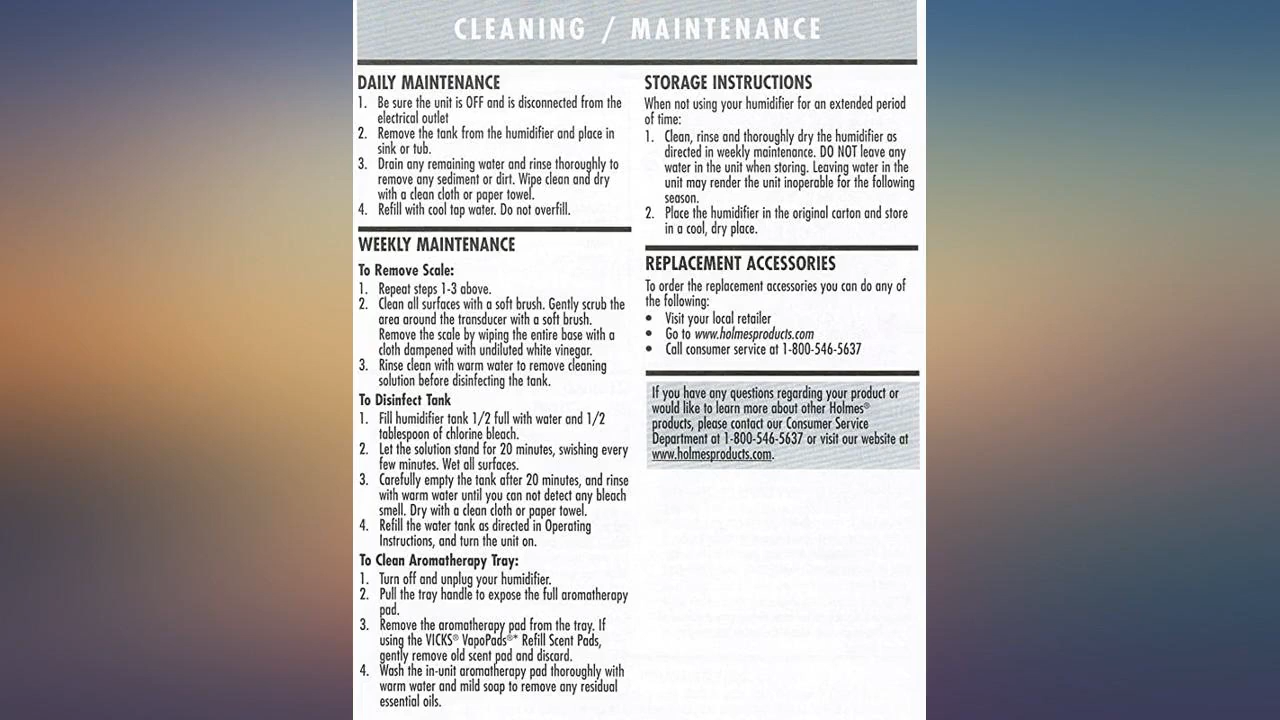 CLEANING / MAINTENANCE
DAILY MAINTENANCE
1. Be sure the unit is OFF and is disconnected from the
electrical outlet
2. Remove the tank from the humidifier and place in
sink or tub.
3. Drain any remaining water and rinse thoroughly to
remove any sediment or dirt. Wipe clean and dry
with a clean cloth or paper towel.
4. Refill with cool tap water. Do not overfill.
WEEKLY MAINTENANCE
To Remove Scale:
1. Repeat steps 1-3 above.
2. Clean all surfaces with a soft brush. Gently scrub the
area around the transducer with a soft brush.
Remove the scale by wiping the entire base with a
cloth dampened with undiluted white vinegar.
3. Rinse clean with warm water to remove cleaning
solution before disinfecting the tank.
To Disinfect Tank
1. Fill humidifier tank 1/2 full with water and 1/2
tablespoon of chlorine bleach.
2. Let the solution stand for 20 minutes, swishing every
few minutes. Wet all surfaces.
3. Carefully empty the tank after 20 minutes, and rinse
with warm water until you can not detect any bleach
smell. Dry with a clean cloth or paper towel.
4. Refill the water tank as directed in Operating
Instructions, and turn the unit on.
To Clean Aromatherapy Tray:
1. Turn off and unplug your humidifier.
2. Pull the tray handle to expose the full aromatherapy
pad.
3. Remove the aromatherapy pad from the tray. If
using the VICKS® VapoPads®* Refill Scent Pads,
gently remove old scent pad and discard.
4. Wash the in-unit aromatherapy pad thoroughly with
warm water and mild soap to remove any residual
essential oils.
STORAGE INSTRUCTIONS
When not using your humidifier for an extended period
of time:
1. Clean, rinse and thoroughly dry the humidifier as
directed in weekly maintenance. DO NOT leave any
water in the unit when storing. Leaving water in the
unit may render the unit inoperable for the following
season.
2. Place the humidifier in the original carton and store
in a cool, dry place.
REPLACEMENT ACCESSORIES
To order the replacement accessories you can do any of
the following:
• Visit your local retailer
• Go to www.holmesproducts.com
• Call consumer service at 1-800-546-5637
If you have any questions regarding your product or
would like to learn more about other Holmes®
products, please contact our Consumer Service
Department at 1-800-546-5637 or visit our website at
www.holmesproducts.com.